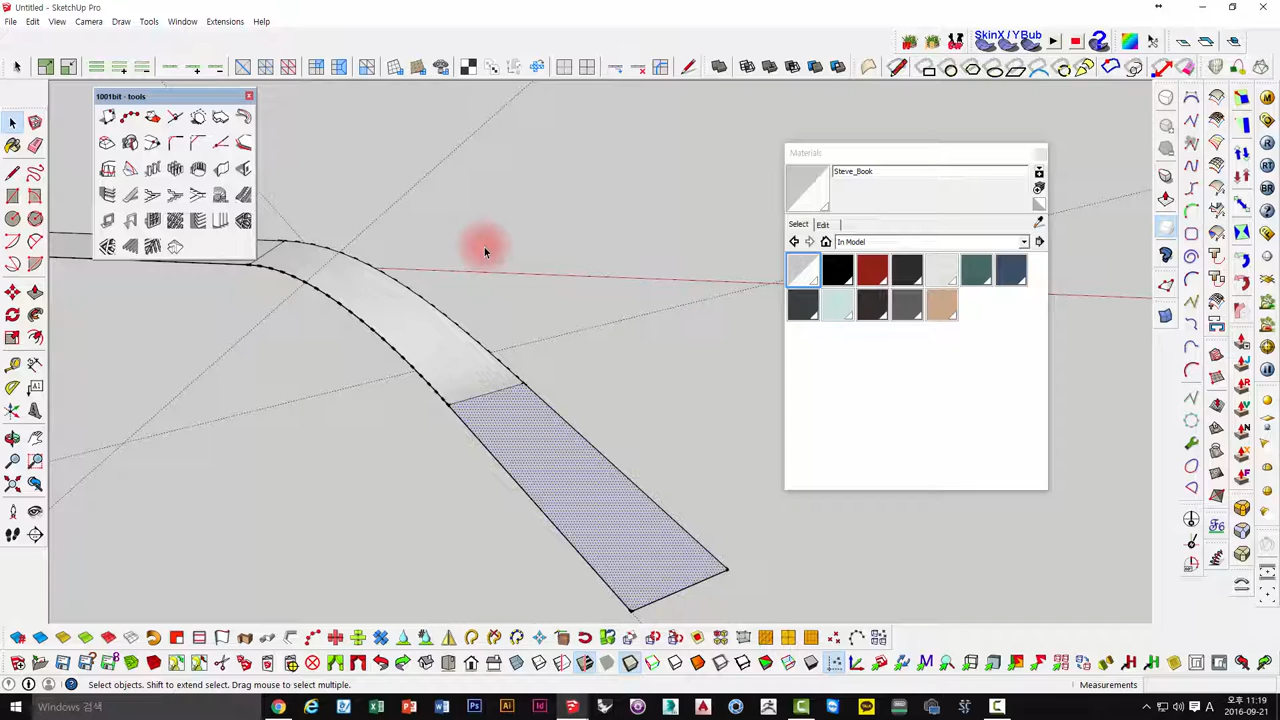 Untitled - SketchUp Pro
File Edit View Camera Draw Tools Window Extensions Help
SkinX / YBub
1001bit - tools
Materials
Steve_Book
Select Edit
In Model
Select objects. Shift to extend select. Drag mouse to select multiple.
Measurements
Windows 검색
오후 11:19
2016-09-21